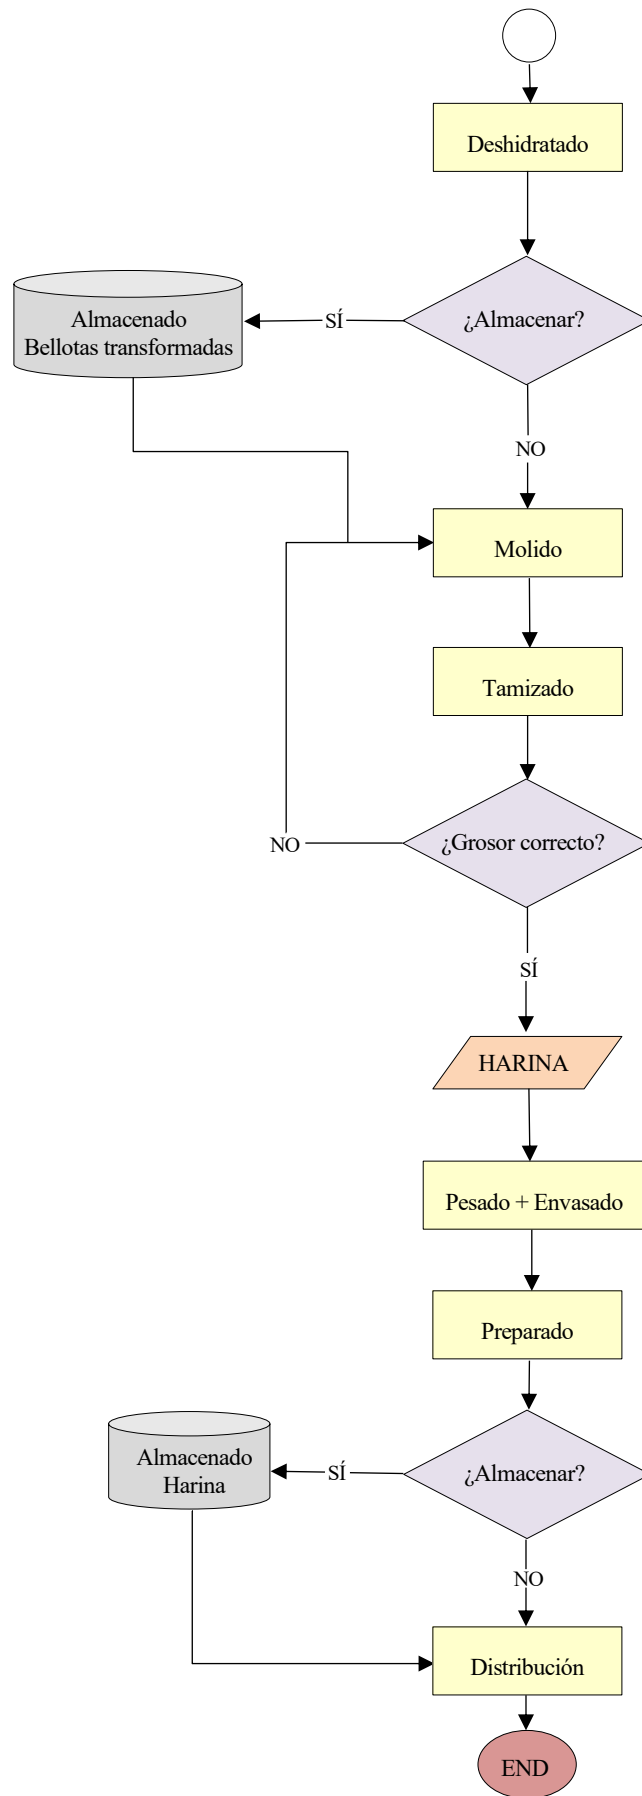 Deshidratado
¿Almacenar?
SÍ
Almacenado
Bellotas transformadas
NO
Molido
Tamizado
¿Grosor correcto?
NO
SÍ
HARINA
Pesado + Envasado
Preparado
¿Almacenar?
SÍ
Almacenado
Harina
NO
Distribución
END